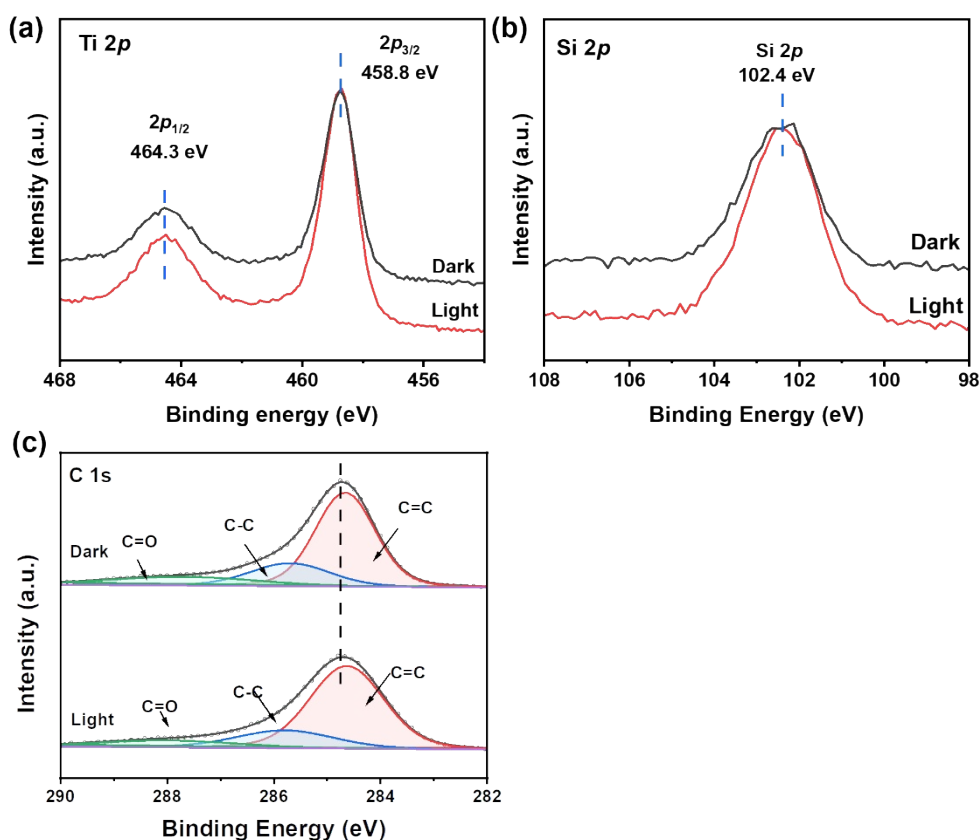 (a)
Ti 2p
2p3/2
458.8 eV
2p1/2
464.3 eV
Dark
Light
Intensity (a.u.)
468 464 460 456
Binding energy (eV)
(b)
Si 2p
Si 2p
102.4 eV
Dark
Light
Intensity (a.u.)
108 106 104 102 100 98
Binding Energy (eV)
(c)
C 1s
C=O
C-C
C=C
Dark
C=O
C-C
C=C
Light
Intensity (a.u.)
290 288 286 284 282
Binding Energy (eV)